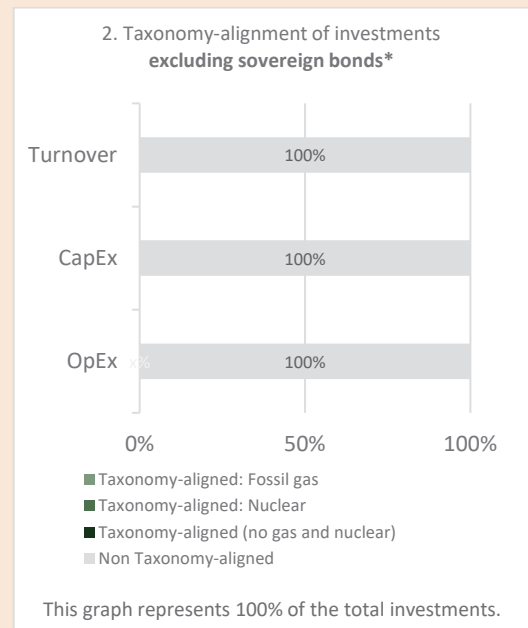 2. Taxonomy-alignment of investments
excluding sovereign bonds*
Turnover 100%
CapEx 100%
OpEx x% 100%
0% 50% 100%
Taxonomy-aligned: Fossil gas
Taxonomy-aligned: Nuclear
Taxonomy-aligned (no gas and nuclear)
Non Taxonomy-aligned
This graph represents 100% of the total investments.